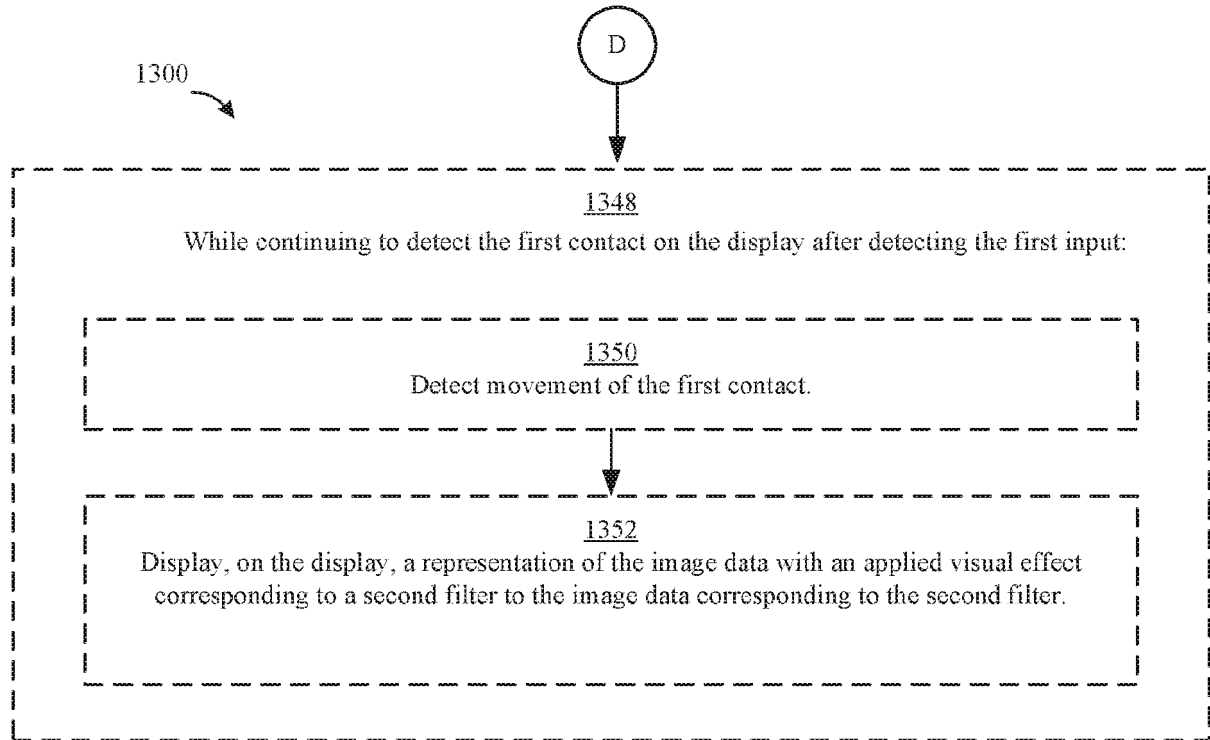 D
1300
1348
While continuing to detect the first contact on the display after detecting the first input:
1350
Detect movement of the first contact.
1352
Display, on the display, a representation of the image data with an applied visual effect
corresponding to a second filter to the image data corresponding to the second filter.